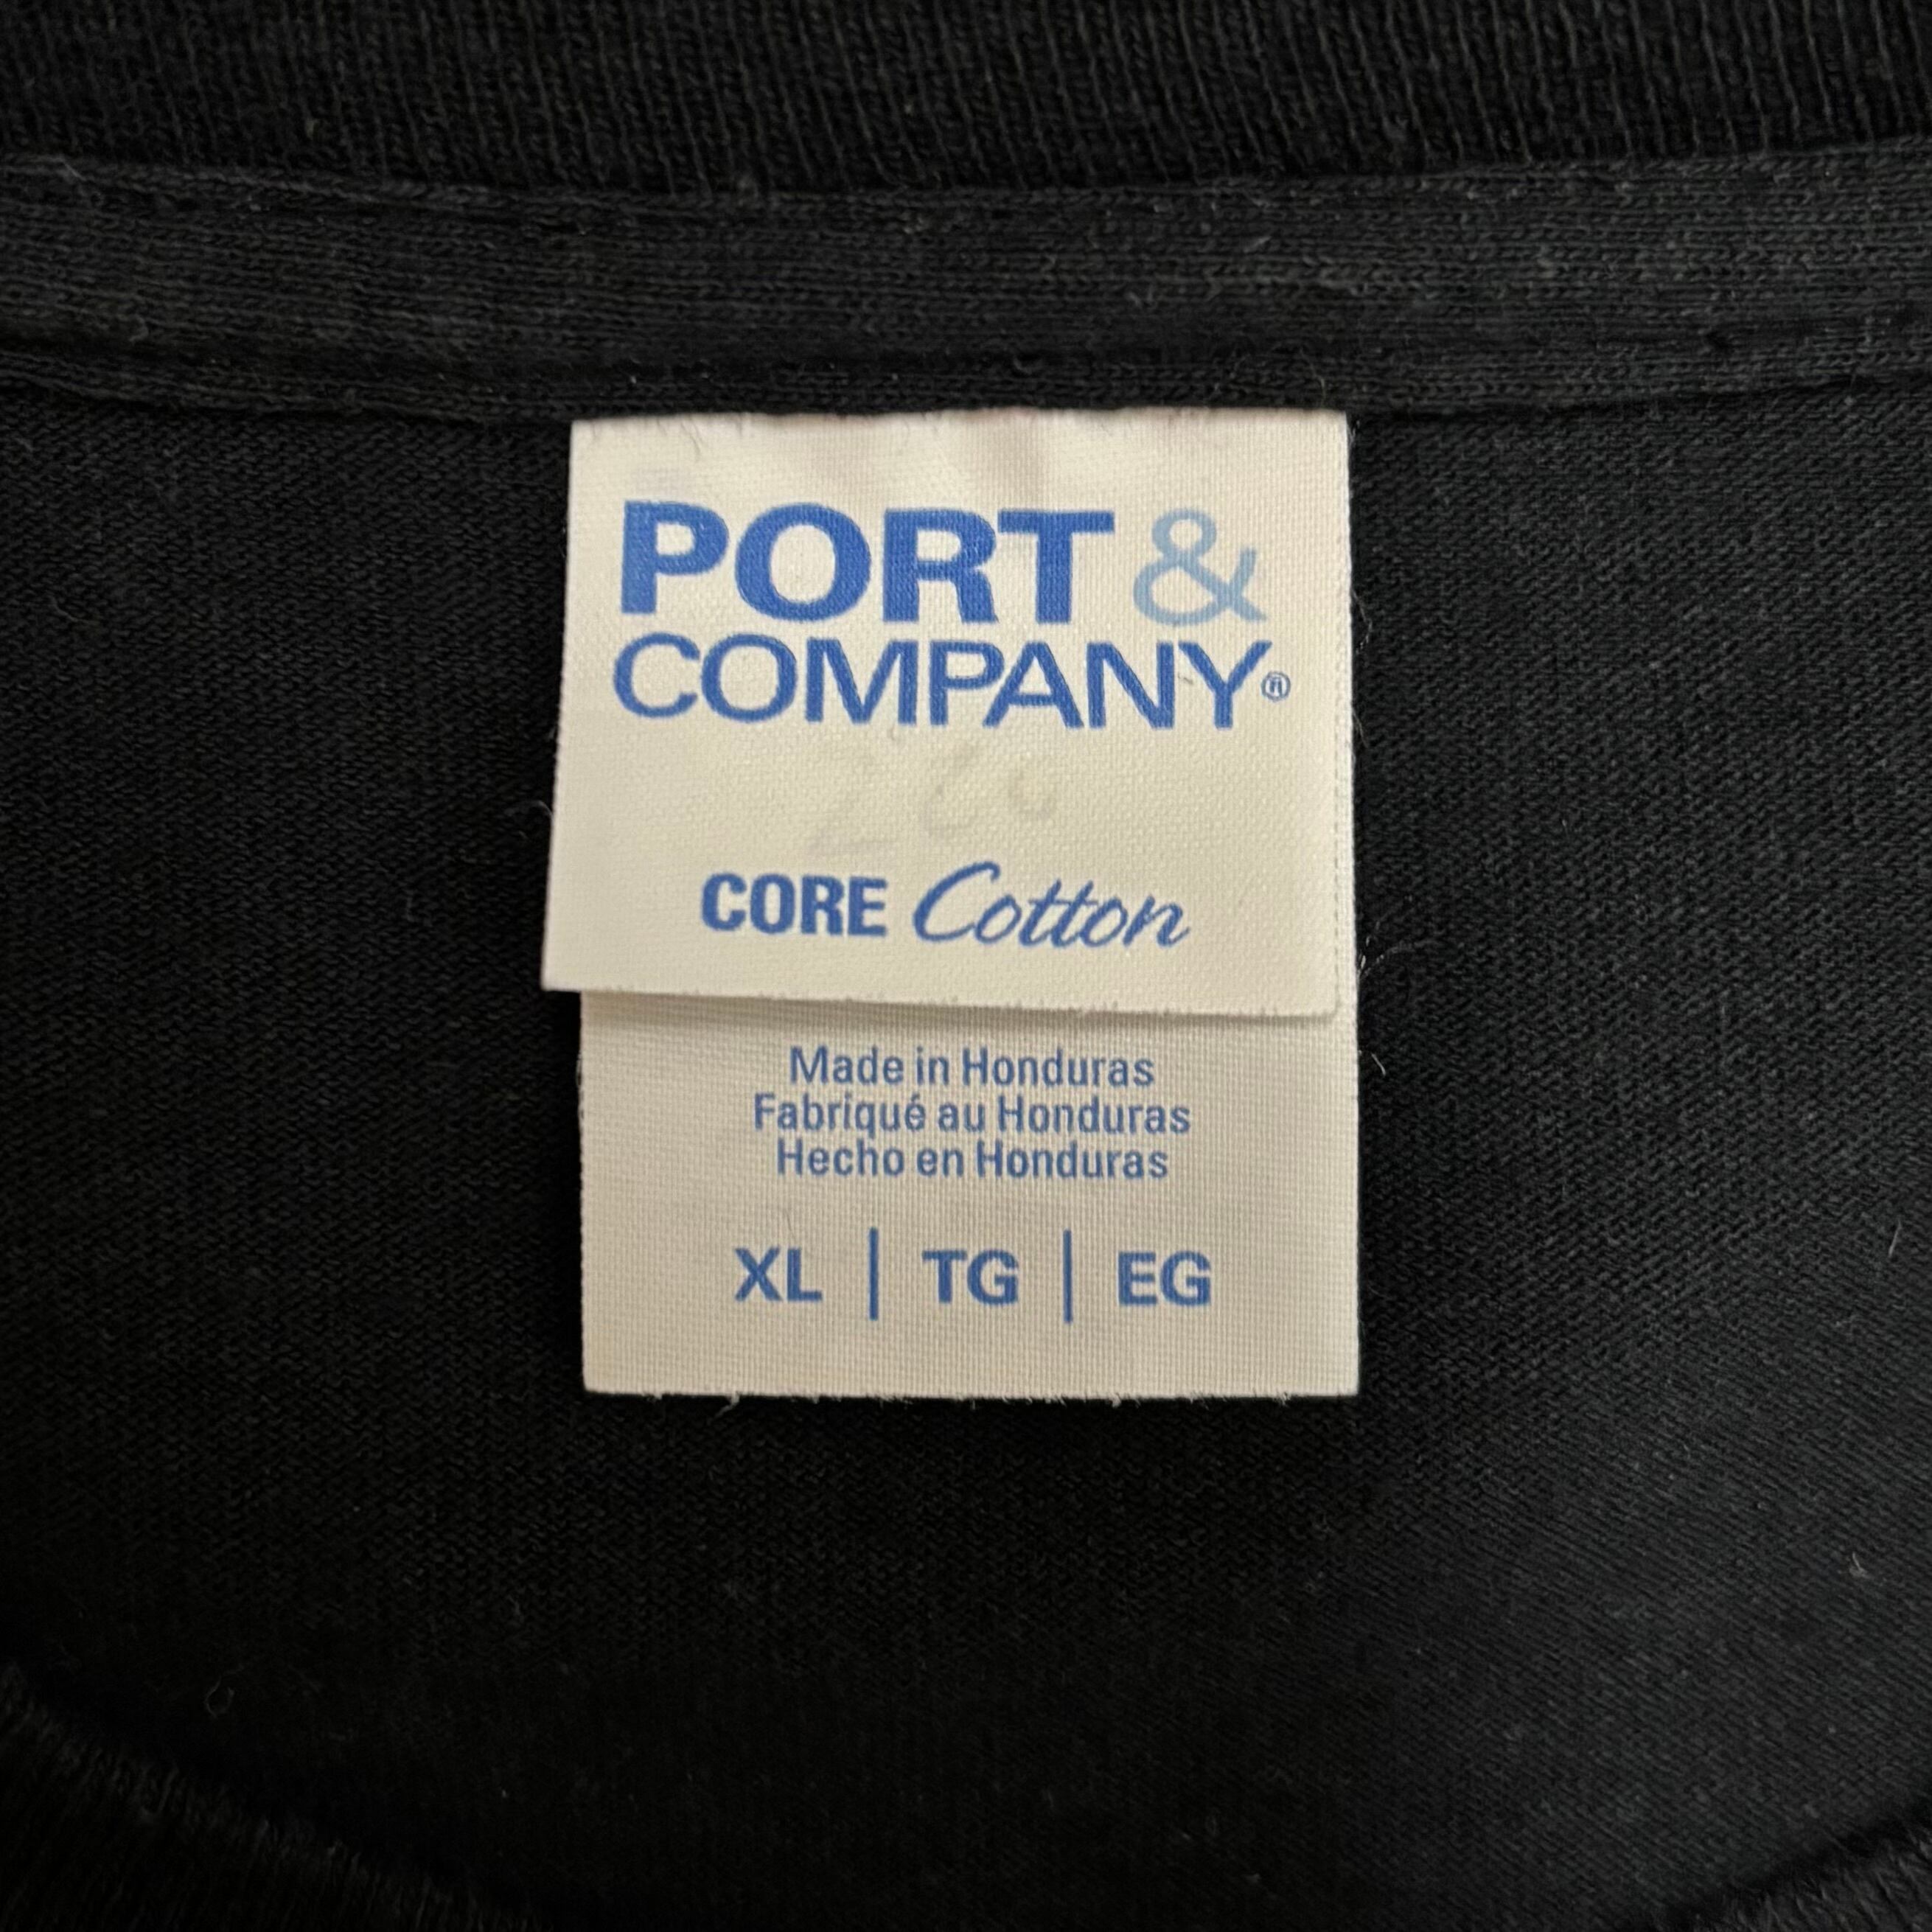 PORT &
COMPANY®
CORE Cotton
Made in Honduras
Fabriqué au Honduras
Hecho en Honduras
XL | TG | EG